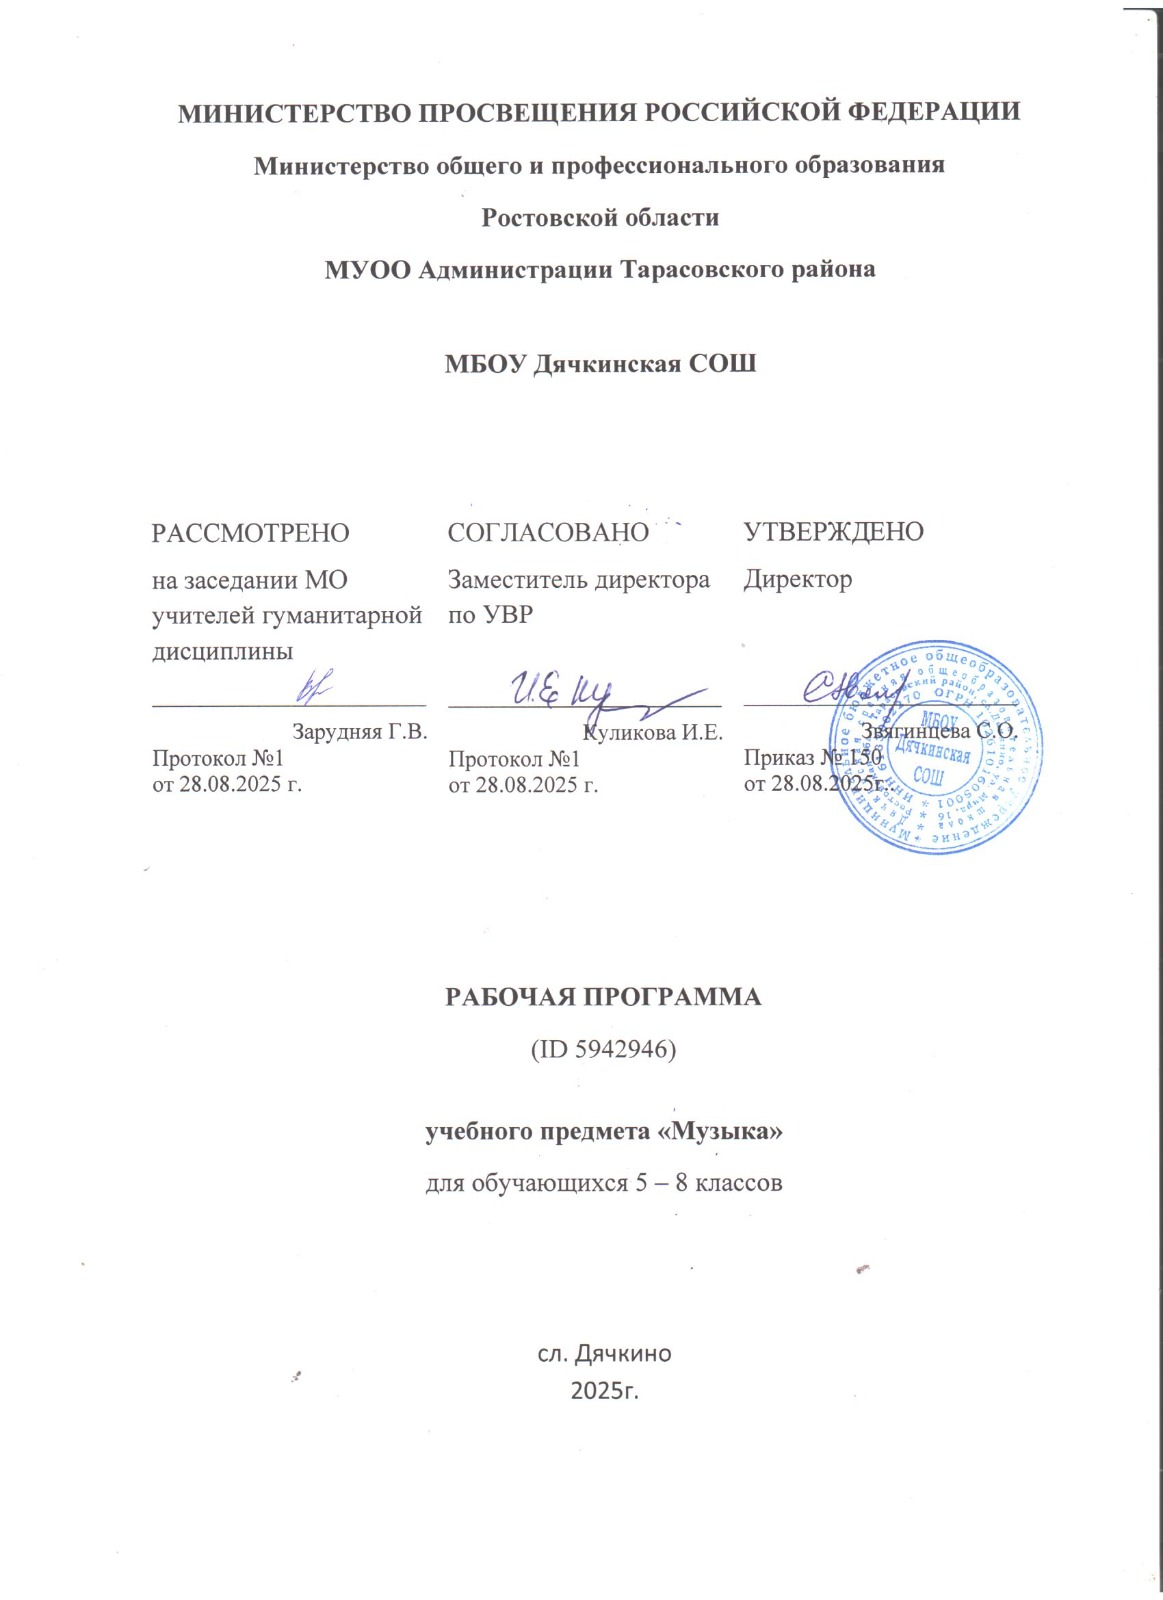 МИНИСТЕРСТВО ПРОСВЕЩЕНИЯ РОССИЙСКОЙ ФЕДЕРАЦИИ
Министерство общего и профессионального образования
Ростовской области
МУОО Администрации Тарасовского района
МБОУ Дячкинская СОШ
РАССМОТРЕНО
на заседании МО
учителей гуманитарной
дисциплины
Зарудняя Г.В.
Протокол №1
от 28.08.2025 г.
СОГЛАСОВАНО
Заместитель директора
по УВР
Куликова И.Е.
Протокол №1
от 28.08.2025 г.
УТВЕРЖДЕНО
Директор
Звягинцева С.О.
Приказ № 150
от 28.08.2025г..
МБОУ
Дячкинская
СОШ
РАБОЧАЯ ПРОГРАММА
(ID 5942946)
учебного предмета «Музыка»
для обучающихся 5 – 8 классов
сл. Дячкино
2025г.